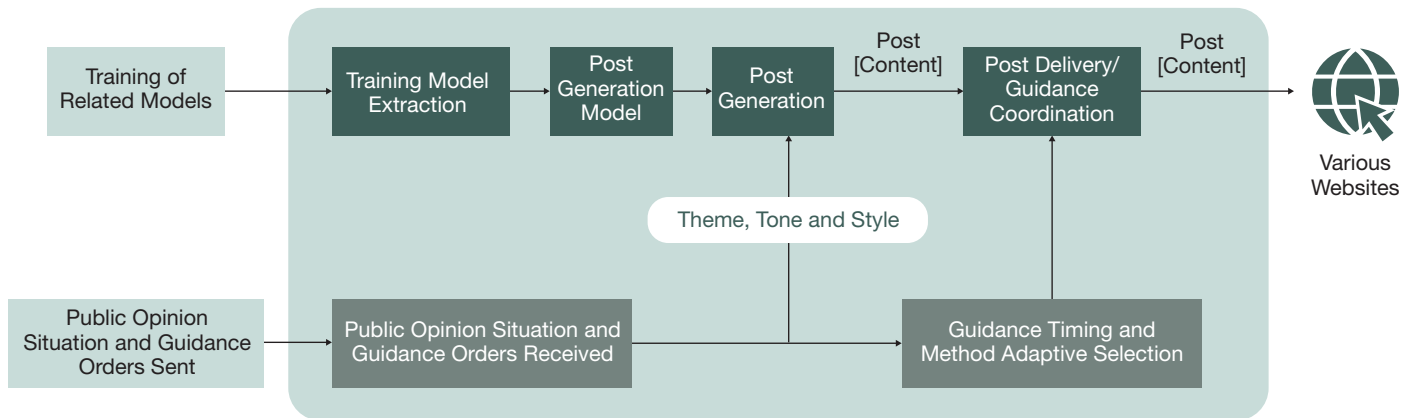 Training of
Related Models
Training Model
Extraction
Post
Generation
Model
Post
Generation
Post
[Content]
Post Delivery/
Guidance
Coordination
Post
[Content]
Various
Websites
Theme, Tone and Style
Public Opinion
Situation and Guidance
Orders Sent
Public Opinion Situation and
Guidance Orders Received
Guidance Timing and
Method Adaptive Selection